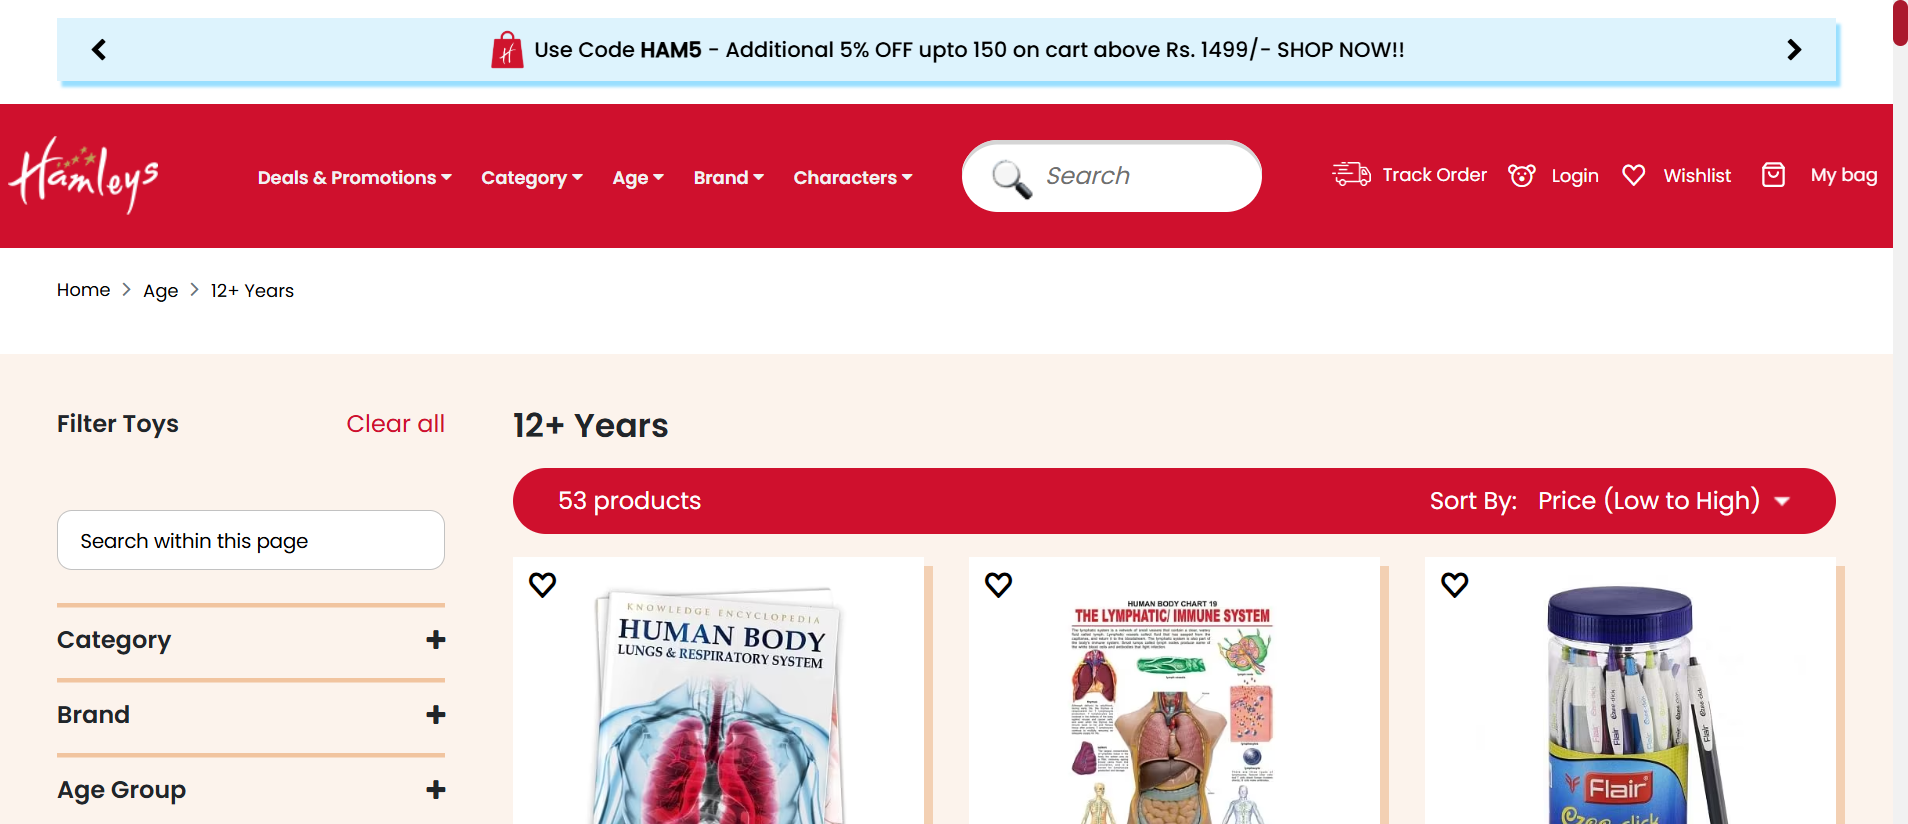 Use Code HAM5 - Additional 5% OFF upto 150 on cart above Rs. 1499/- SHOP NOW!!
Hamleys
Deals & Promotions Category Age Brand Characters Search Track Order Login Wishlist My bag
Home > Age > 12+ Years
Filter Toys Clear all
12+ Years
53 products Sort By: Price (Low to High)
Search within this page
Category +
Brand +
Age Group +
KNOWLEDGE ENCYCLOPEDIA
HUMAN BODY
LUNGS & RESPIRATORY SYSTEM
HUMAN BODY CHART 19
THE LYMPHATIC/ IMMUNE SYSTEM
Flair
Ezee click